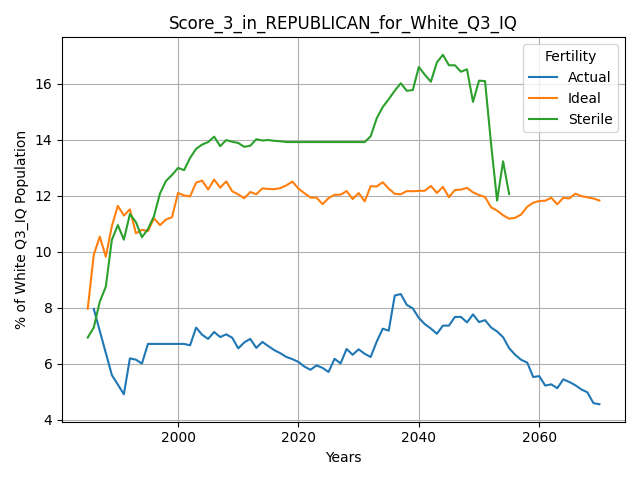 Score_3_in_REPUBLICAN_for_White_Q3_IQ
% of White Q3_IQ Population
16
14
12
10
8
6
4
2000
2020
2040
2060
Years
Fertility
Actual
Ideal
Sterile